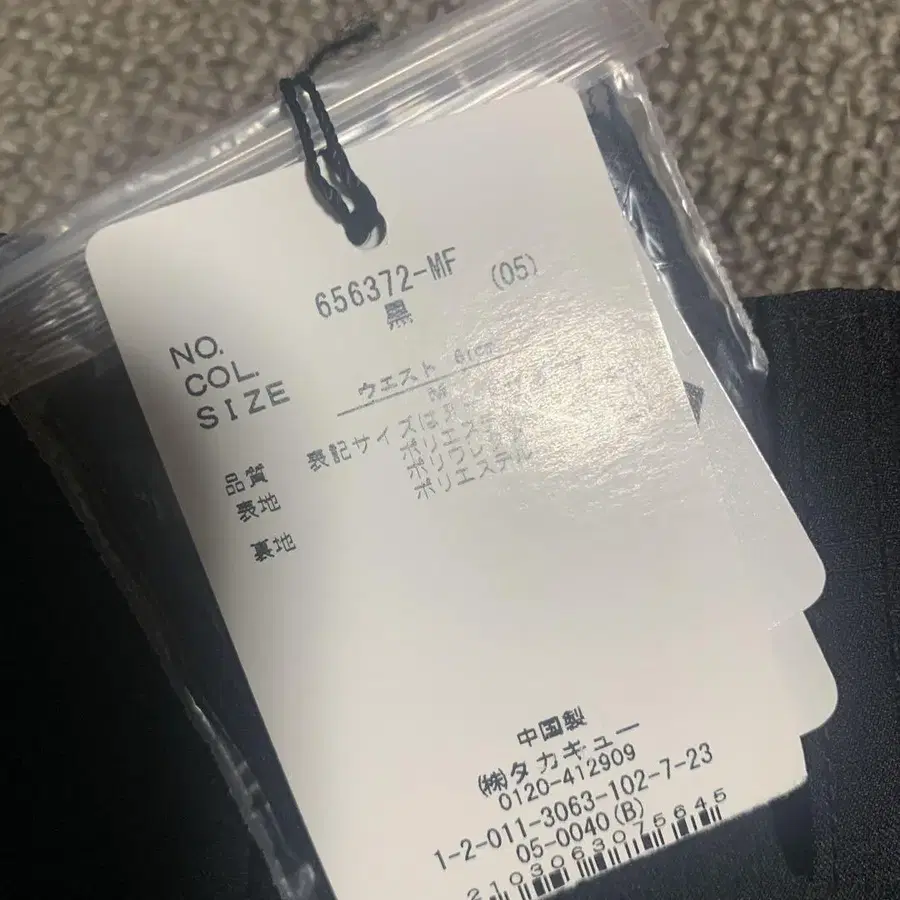 NO. 656372-MF (05)
COL. 黒
SIZE ウエスト
M
表記サイズは
品質
表地 ポリエステル
ポリウレタン
裏地 ポリエステル
中国製
(株)タカキュー
0120-412909
1-2-011-3063-102-7-23
05-0040(B)
2103063075645